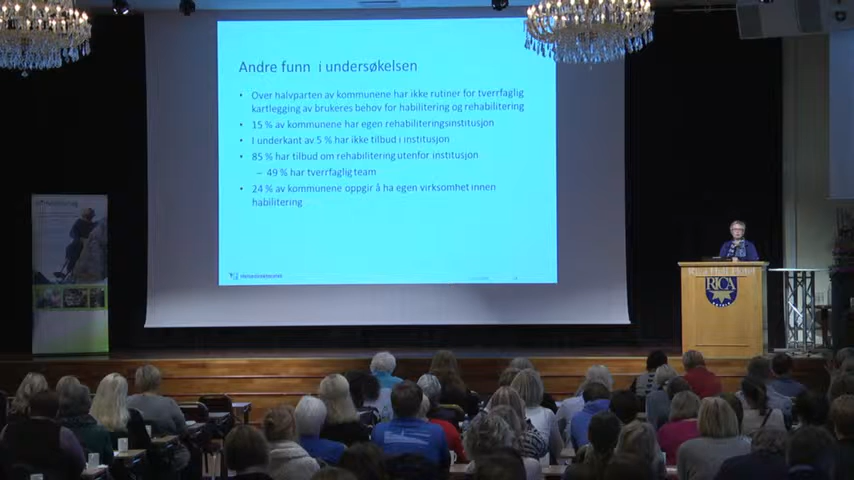 Andre funn i undersøkelsen
• Over halvparten av kommunene har ikke rutiner for tverrfaglig
kartlegging av brukeres behov for habilitering og rehabilitering
• 15 % av kommunene har egen rehabiliteringsinstitusjon
• I underkant av 5 % har ikke tilbud i institusjon
• 85 % har tilbud om rehabilitering utenfor institusjon
– 49 % har tverrfaglig team
• 24 % av kommunene oppgir å ha egen virksomhet innen
habilitering
Helsedirektoratet
RICA